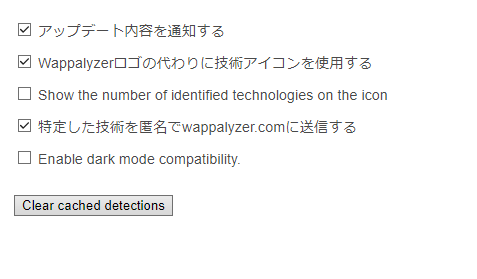 アップデート内容を通知する
Wappalyzerロゴの代わりに技術アイコンを使用する
Show the number of identified technologies on the icon
特定した技術を匿名でwappalyzer.comに送信する
Enable dark mode compatibility.
Clear cached detections